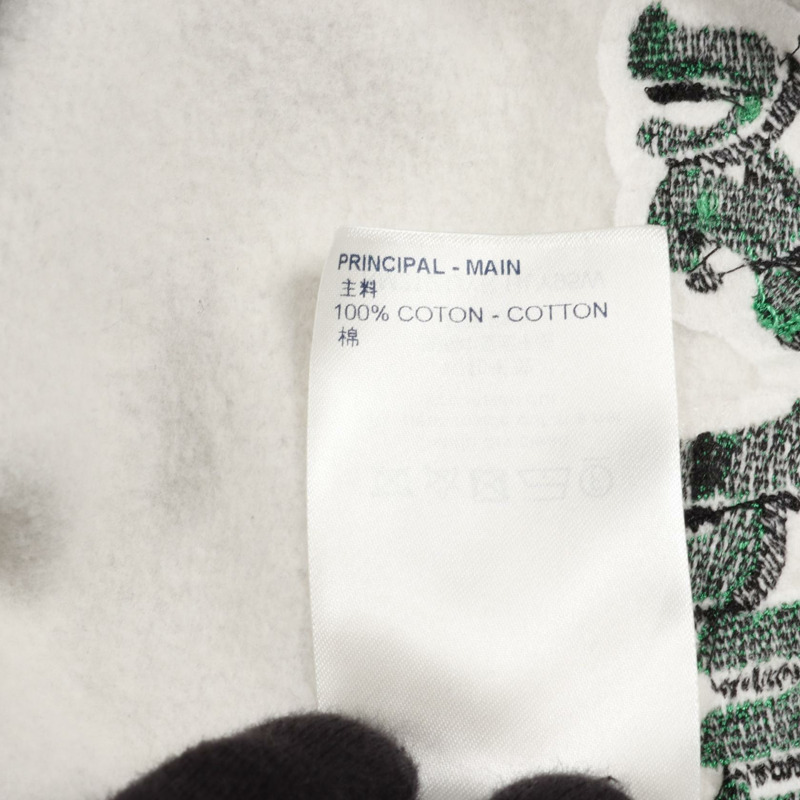 PRINCIPAL - MAIN
主料
100% COTON - COTTON
棉